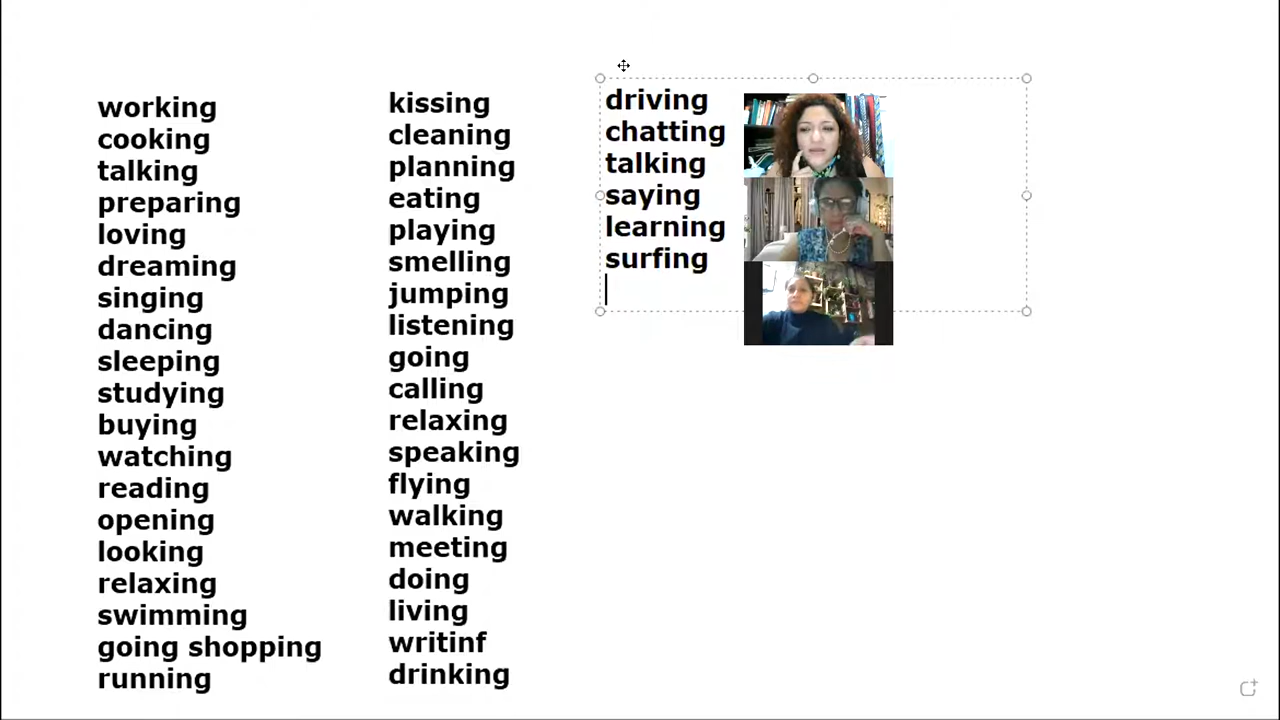 working
cooking
talking
preparing
loving
dreaming
singing
dancing
sleeping
studying
buying
watching
reading
opening
looking
relaxing
swimming
going shopping
running
kissing
cleaning
planning
eating
playing
smelling
jumping
listening
going
calling
relaxing
speaking
flying
walking
meeting
doing
living
writinf
drinking
driving
chatting
talking
saying
learning
surfing